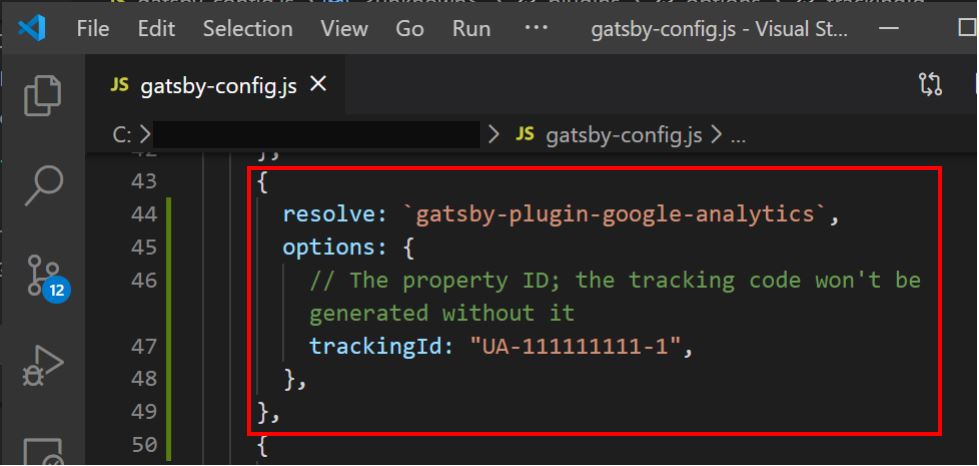 File Edit Selection View Go Run ··· gatsby-config.js - Visual St...
JS gatsby-config.js ×
C: > > JS gatsby-config.js > ...
42 },
43 {
44 resolve: `gatsby-plugin-google-analytics`,
45 options: {
46 // The property ID; the tracking code won't be
generated without it
47 trackingId: "UA-111111111-1",
48 },
49 },
50 {
12